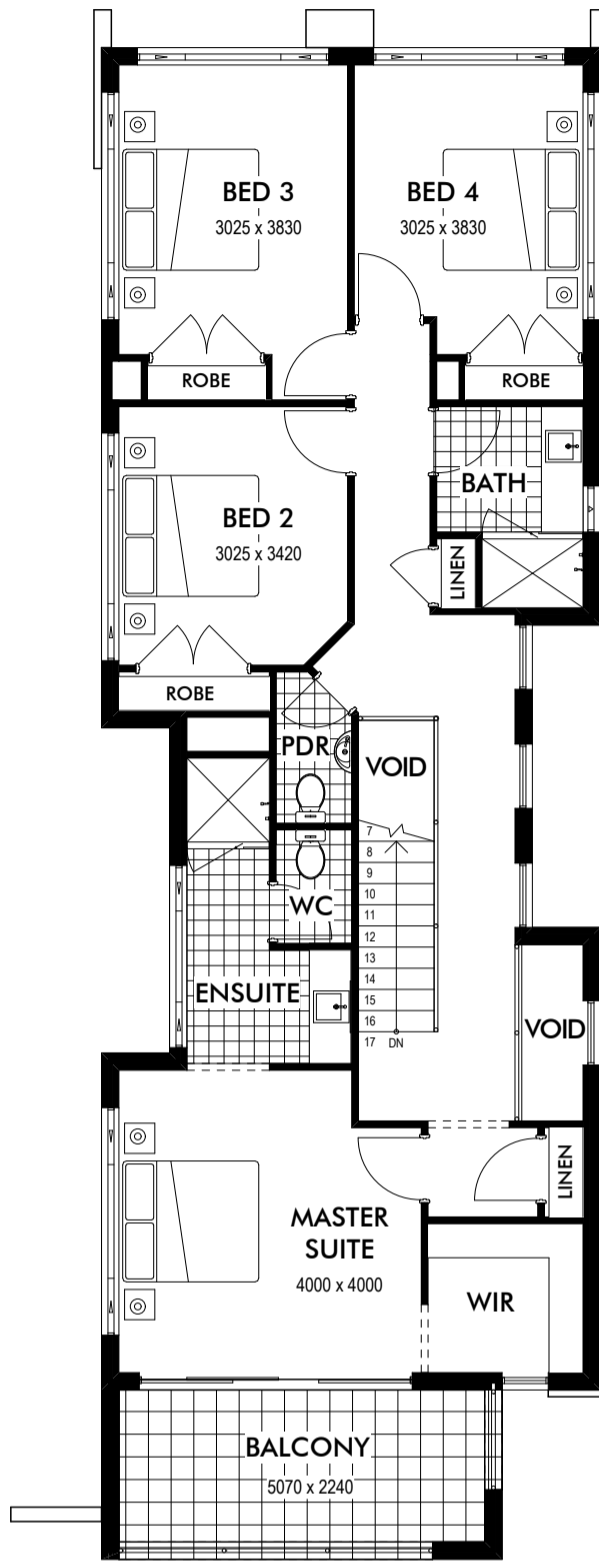 BED 3
3025 x 3830
BED 4
3025 x 3830
ROBE
ROBE
BED 2
3025 x 3420
BATH
LINEN
ROBE
PDR
VOID
7
8
9
10
11
12
13
14
15
16
17 DN
WC
ENSUITE
VOID
LINEN
MASTER
SUITE
4000 x 4000
WIR
BALCONY
5070 x 2240